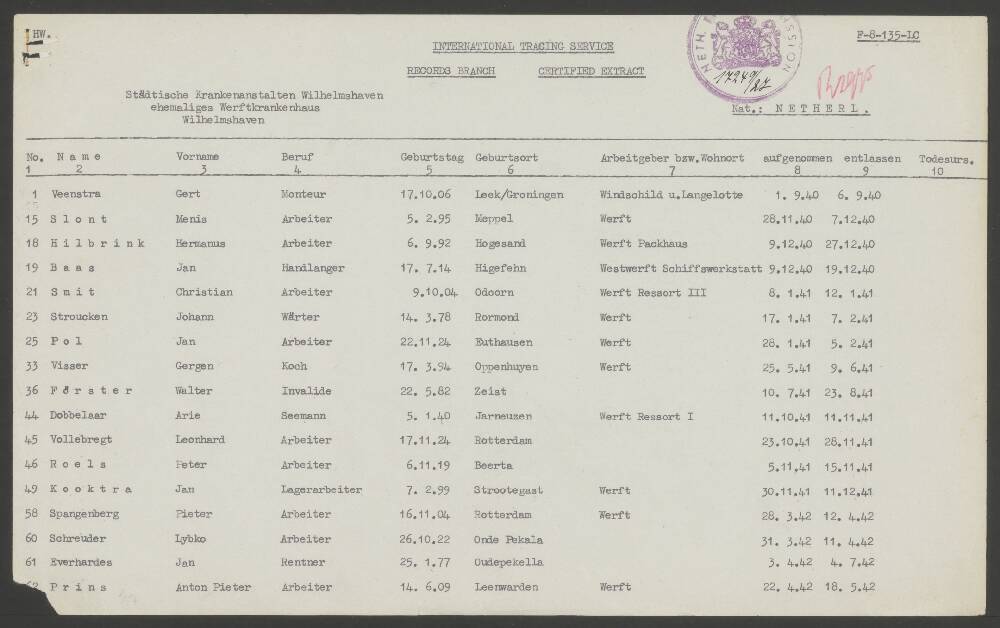 HW.
F-8-135-LC
INTERNATIONAL TRACING SERVICE
RECORDS BRANCH CERTIFIED EXTRACT
NETH. SSION
17249/27
Städtische Krankenanstalten Wilhelmshaven
ehemaliges Werftkrankenhaus
Wilhelmshaven
Nat.: NETHERL.
No. Name Vorname Beruf Geburtstag Geburtsort Arbeitgeber bzw.Wohnort aufgenommen entlassen Todesurs.
1 2 3 4 5 6 7 8 9 10
1 Veenstra Gert Monteur 17.10.06 Leek/Groningen Windschild u.Langelotte 1. 9.40 6. 9.40
15 Slont Menis Arbeiter 5. 2.95 Meppel Werft 28.11.40 7.12.40
18 Hilbrink Hermanus Arbeiter 6. 9.92 Hogesand Werft Packhaus 9.12.40 27.12.40
19 Baas Jan Handlanger 17. 7.14 Higefehn Westwerft Schiffswerkstatt 9.12.40 19.12.40
21 Smit Christian Arbeiter 9.10.04 Odoorn Werft Ressort III 8. 1.41 12. 1.41
23 Stroucken Johann Wärter 14. 3.78 Rormond Werft 17. 1.41 7. 2.41
25 Pol Jan Arbeiter 22.11.24 Euthausen Werft 28. 1.41 5. 2.41
33 Visser Gergen Koch 17. 3.94 Oppenhuyen Werft 25. 5.41 9. 6.41
36 Förster Walter Invalide 22. 5.82 Zeist 10. 7.41 23. 8.41
44 Dobbelaar Arie Seemann 5. 1.40 Jarneuzen Werft Ressort I 11.10.41 11.11.41
45 Vollebregt Leonhard Arbeiter 17.11.24 Rotterdam 23.10.41 28.11.41
46 Roels Peter Arbeiter 6.11.19 Beerta 5.11.41 15.11.41
49 Kooktra Jan Lagerarbeiter 7. 2.99 Strootegast Werft 30.11.41 11.12.41
58 Spangenberg Pieter Arbeiter 16.11.04 Rotterdam Werft 28. 3.42 12. 4.42
60 Schreuder Lybko Arbeiter 26.10.22 Onde Pekala 31. 3.42 11. 4.42
61 Everhardes Jan Rentner 25. 1.77 Oudepekella 3. 4.42 4. 7.42
62 Prins Anton Pieter Arbeiter 14. 6.09 Leenwarden Werft 22. 4.42 18. 5.42